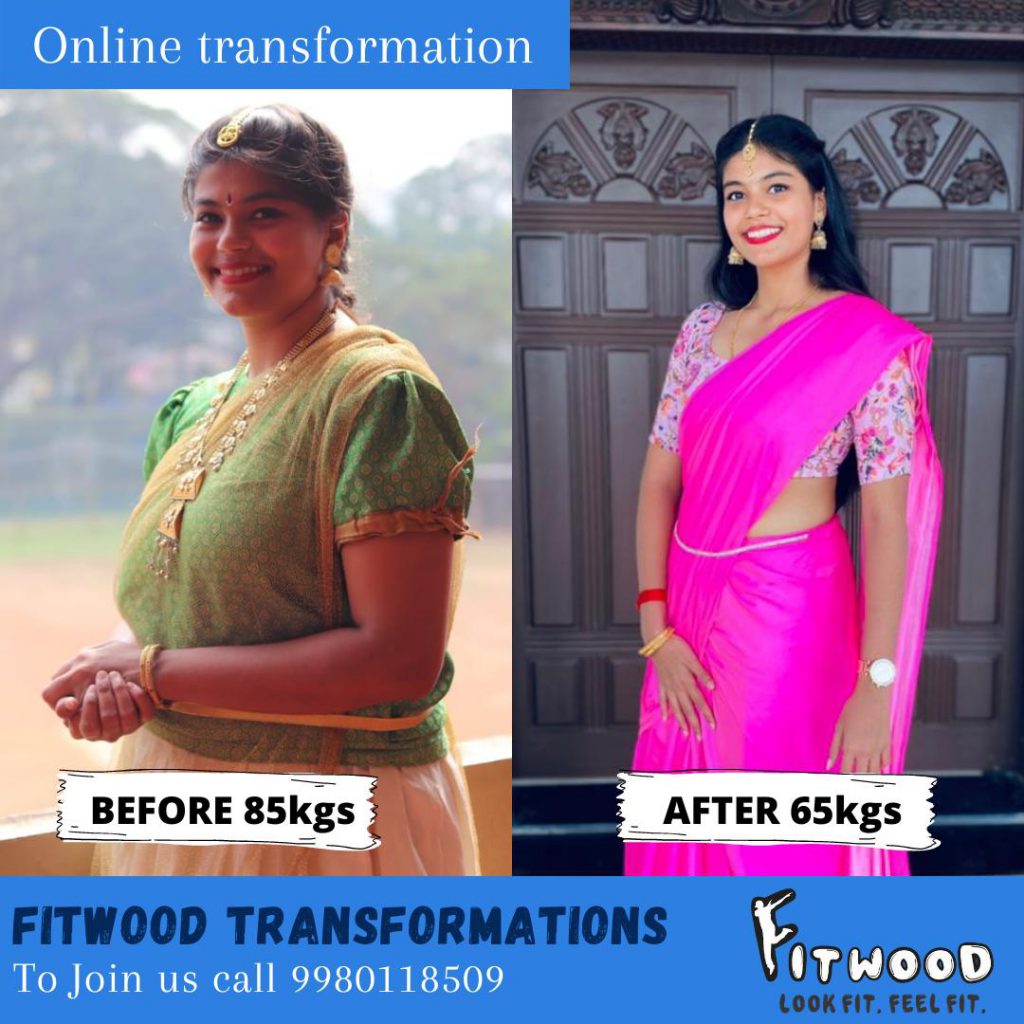 Online transformation
BEFORE 85kgs
AFTER 65kgs
FITWOOD TRANSFORMATIONS
To Join us call 9980118509
FITWOOD
LOOK FIT. FEEL FIT.